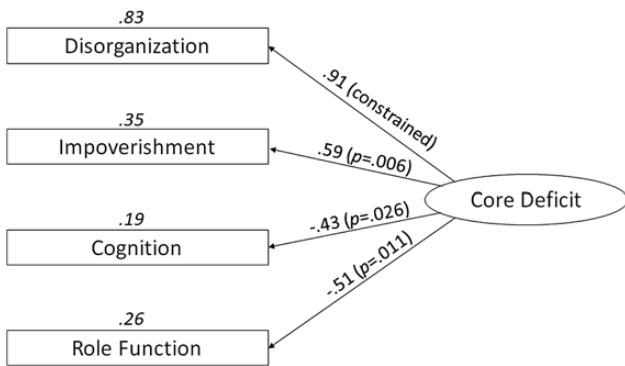 .83
Disorganization
.91 (constrained)
.35
Impoverishment
.59 (p=.006)
Core Deficit
.19
Cognition
-.43 (p=.026)
-.51 (p=.011)
.26
Role Function